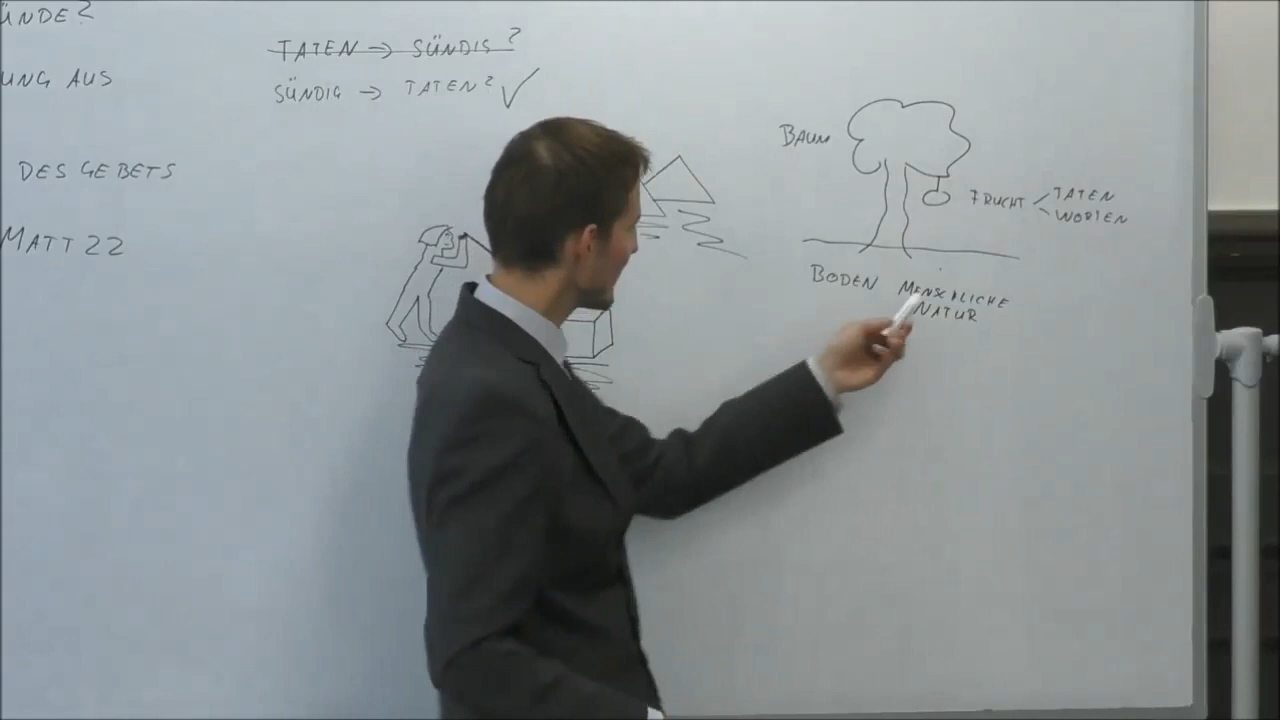 ÜNDE?
UNG AUS
DES GEBETS
MATT 22
TATEN → SÜNDIG?
SÜNDIG → TATEN?✓
BAUM
FRUCHT
TATEN
WORTEN
BODEN
MENSCHLICHE
NATUR